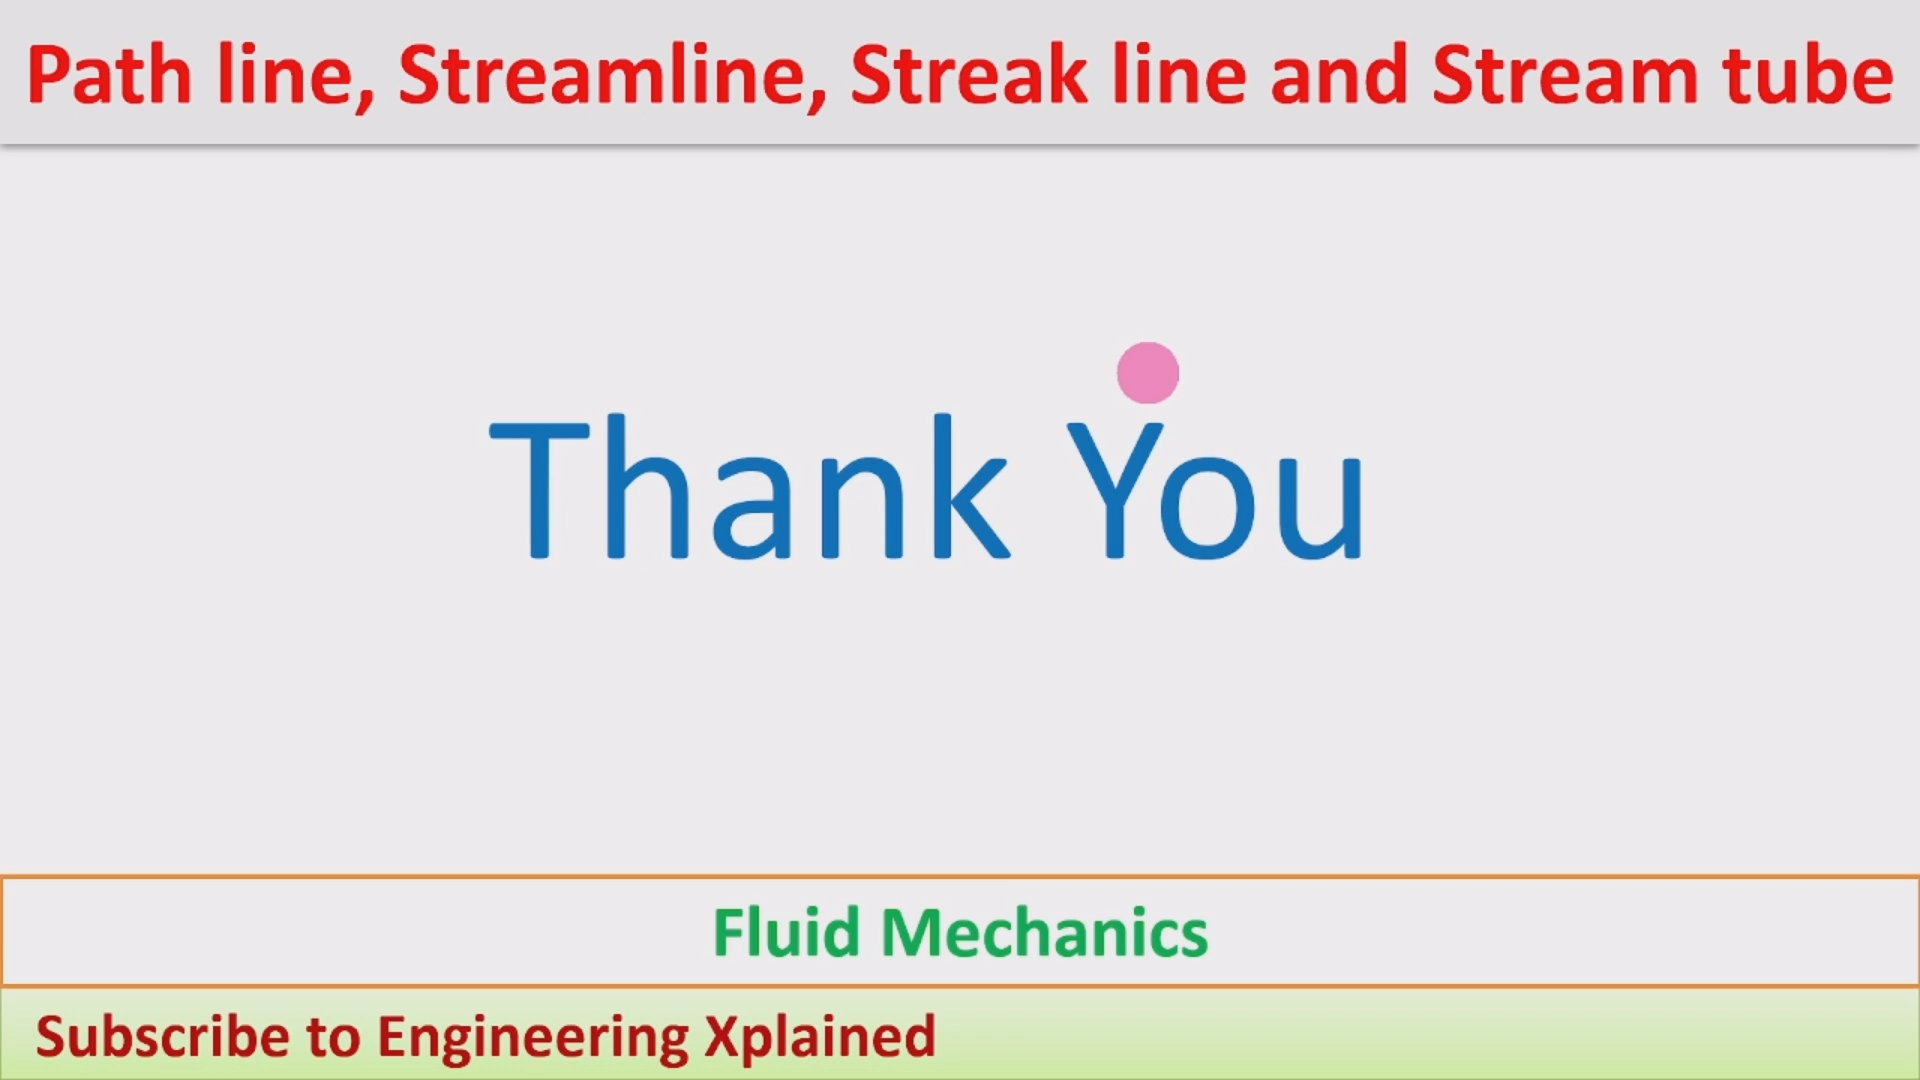 Path line, Streamline, Streak line and Stream tube
Thank You
Fluid Mechanics
Subscribe to Engineering Xplained